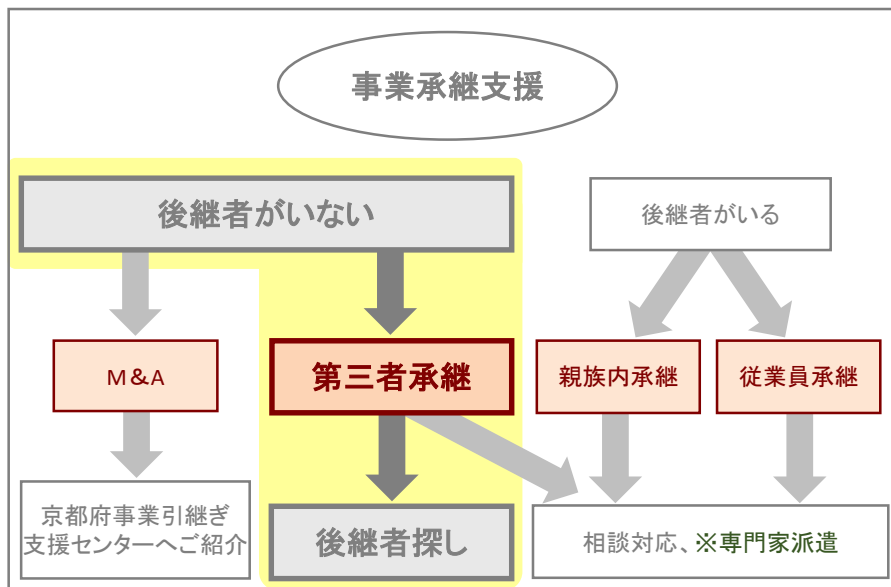 事業承継支援
後継者がいない
後継者がいる
M&A
第三者承継
親族内承継
従業員承継
京都府事業引継ぎ
支援センターへご紹介
後継者探し
相談対応、※専門家派遣